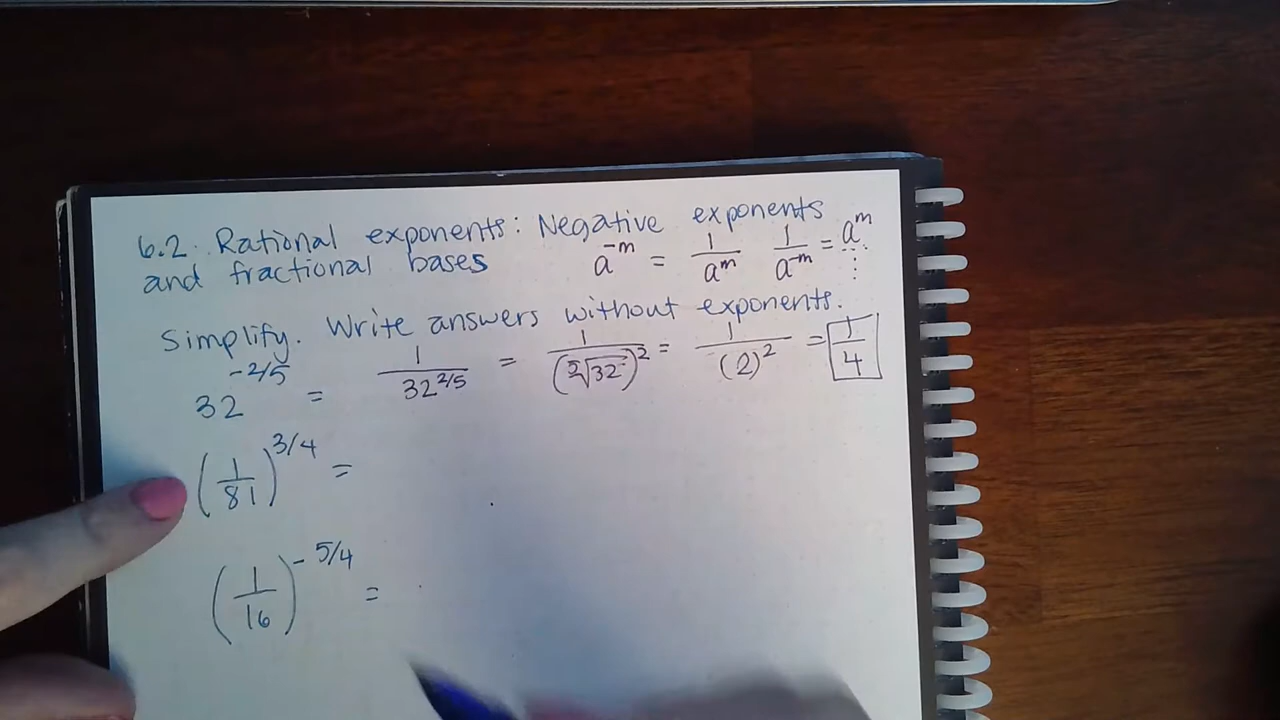 6.2. Rational exponents: Negative exponents
and fractional bases a^-m = 1/a^m 1/a^-m = a^m
Simplify. Write answers without exponents.
32^-2/5 = 1/32^2/5 = 1/(⁵√32)^2 = 1/(2)^2 = 1/4
(1/81)^3/4 =
(1/16)^-5/4 =